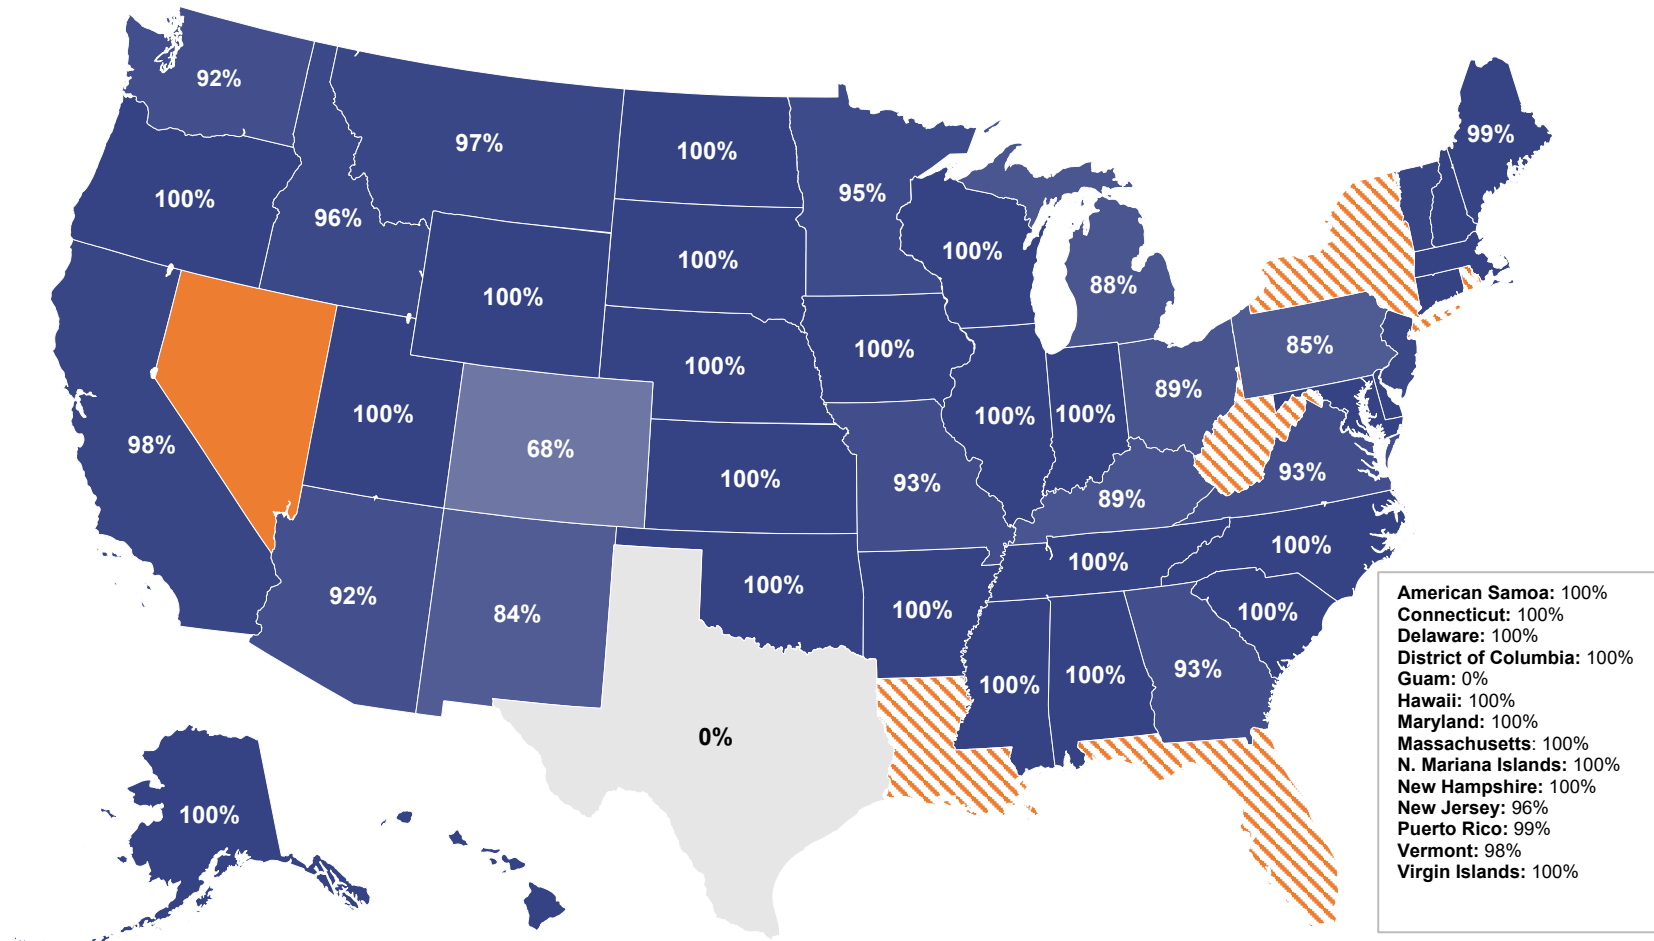 92%
97%
100%
95%
99%
100%
96%
100%
100%
100%
88%
100%
100%
85%
100%
89%
98%
100%
68%
100%
100%
100%
93%
89%
93%
92%
84%
100%
100%
100%
100%
100%
100%
100%
93%
0%
100%
American Samoa: 100%
Connecticut: 100%
Delaware: 100%
District of Columbia: 100%
Guam: 0%
Hawaii: 100%
Maryland: 100%
Massachusetts: 100%
N. Mariana Islands: 100%
New Hampshire: 100%
New Jersey: 96%
Puerto Rico: 99%
Vermont: 98%
Virgin Islands: 100%